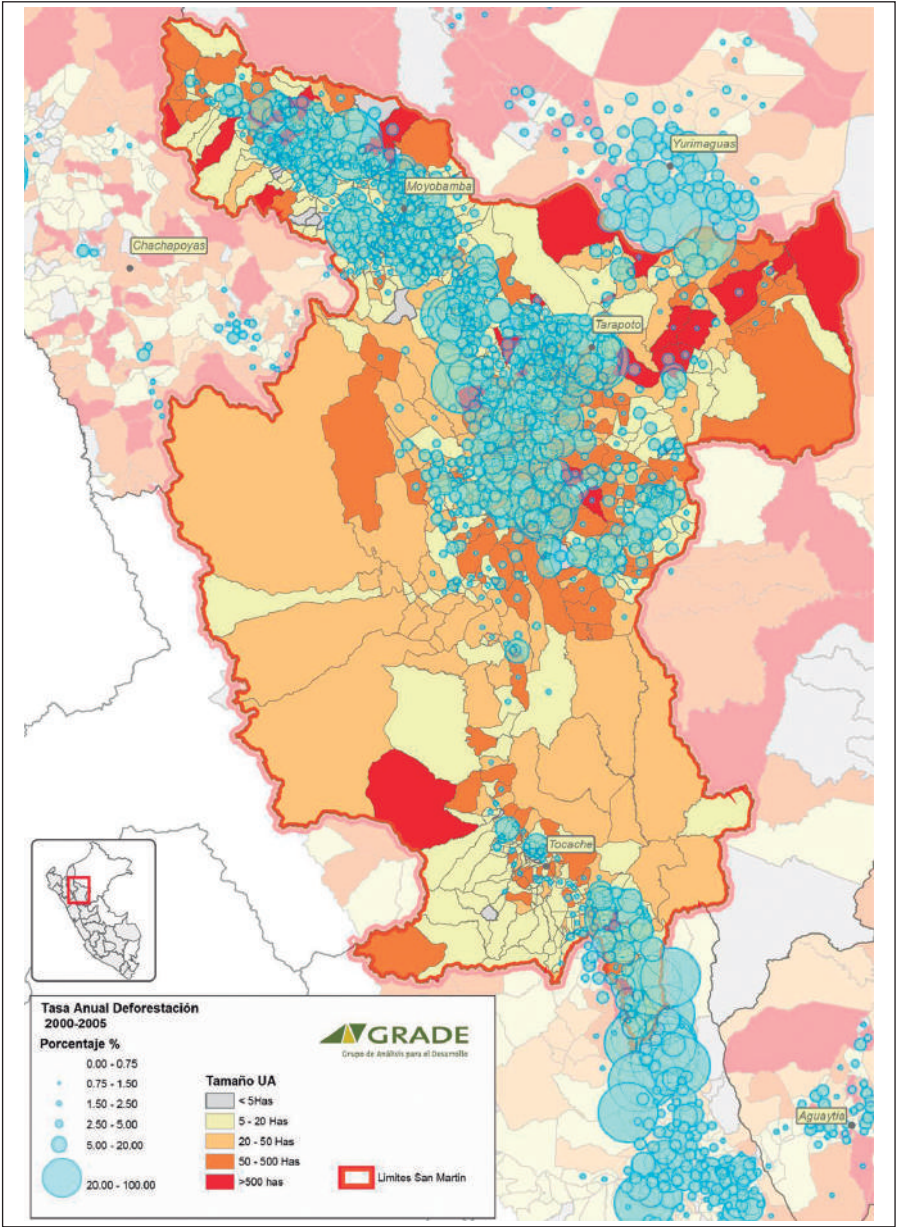 Yurimaguas
Moyobamba
Chachapoyas
Tarapoto
Tocache
Aguaytia
Tasa Anual Deforestación
2000-2005
Porcentaje %
0.00 - 0.75
0.75 - 1.50
1.50 - 2.50
2.50 - 5.00
5.00 - 20.00
20.00 - 100.00
GRADE
Grupo de Análisis para el Desarrollo
Tamaño UA
< 5Has
5 - 20 Has
20 - 50 Has
50 - 500 Has
>500 has
Limites San Martin